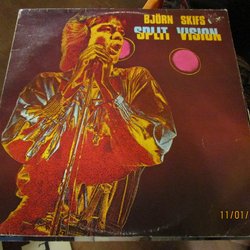 BJÖRN SKIFS
SPLIT VISION
11/01/